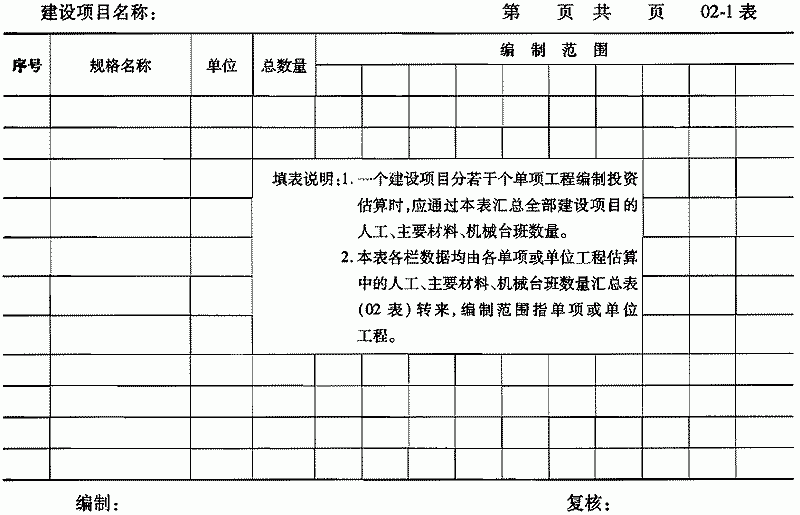 建设项目名称： 第 页 共 页 02-1 表
序号 规格名称 单位 总数量 编制范围
填表说明：1. 一个建设项目分若干个单项工程编制投资
估算时，应通过本表汇总全部建设项目的
人工、主要材料、机械台班数量。
2. 本表各栏数据均由各单项或单位工程估算
中的人工、主要材料、机械台班数量汇总表
(02 表) 转来，编制范围指单项或单位
工程。
编制： 复核：